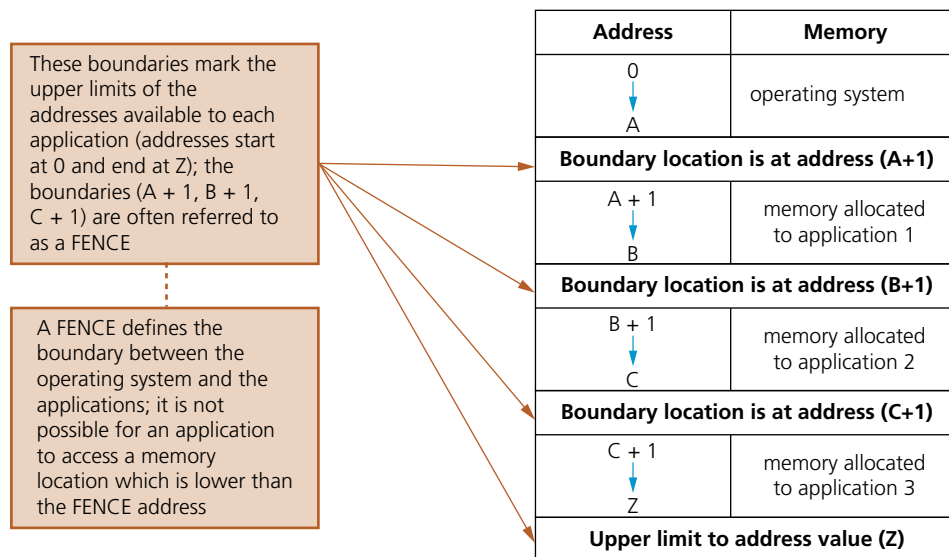 These boundaries mark the
upper limits of the
addresses available to each
application (addresses start
at 0 and end at Z); the
boundaries (A + 1, B + 1,
C + 1) are often referred to
as a FENCE
A FENCE defines the
boundary between the
operating system and the
applications; it is not
possible for an application
to access a memory
location which is lower than
the FENCE address
Address Memory
0
A
operating system
Boundary location is at address (A+1)
A + 1
B
memory allocated
to application 1
Boundary location is at address (B+1)
B + 1
C
memory allocated
to application 2
Boundary location is at address (C+1)
C + 1
Z
memory allocated
to application 3
Upper limit to address value (Z)